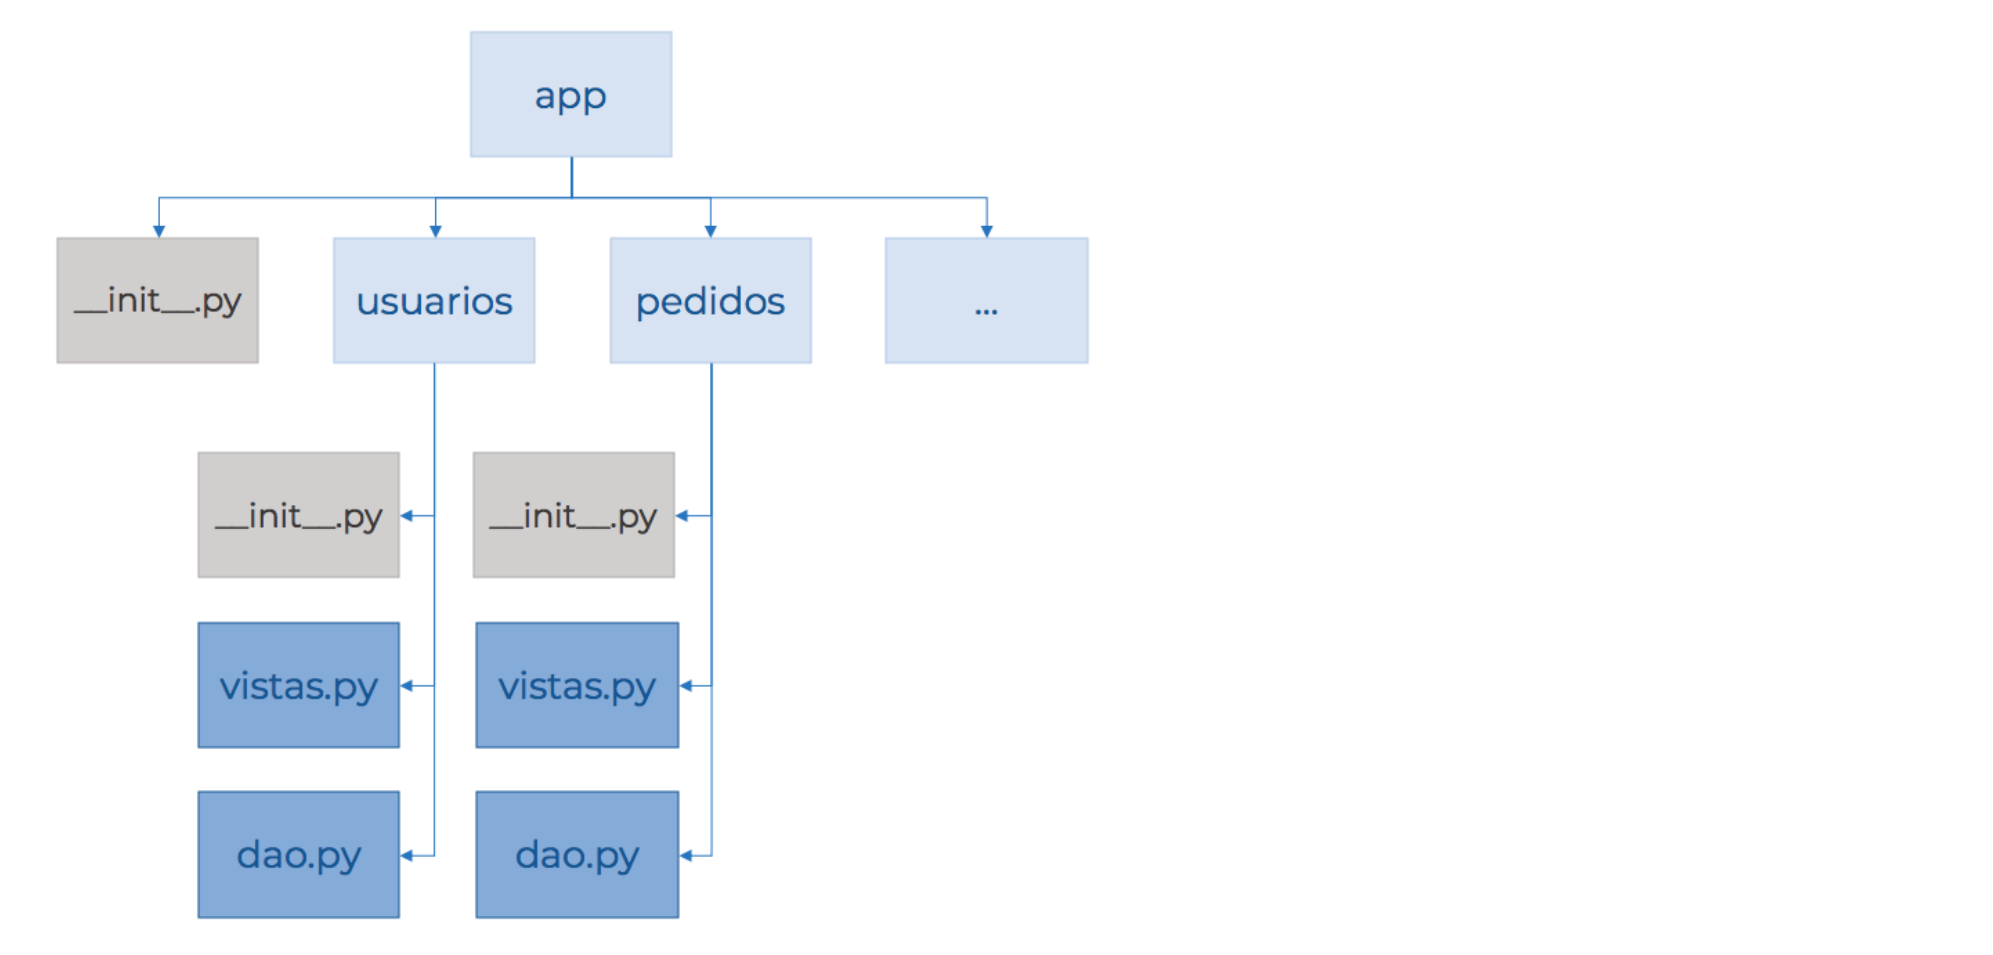 app
__init__.py
usuarios
pedidos
...
__init__.py
__init__.py
vistas.py
vistas.py
dao.py
dao.py